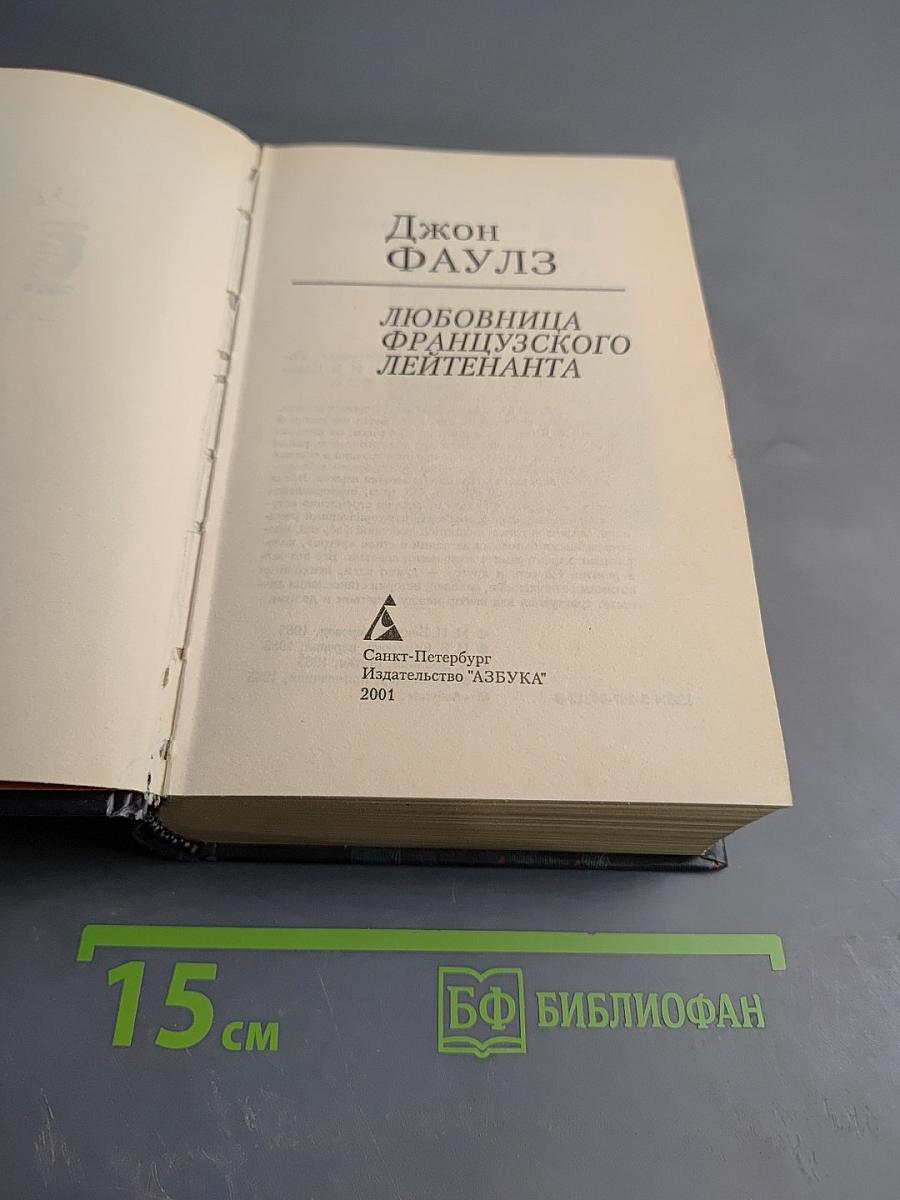 Джон
ФАУЛЗ
ЛЮБОВНИЦА
ФРАНЦУЗСКОГО
ЛЕЙТЕНАНТА
Санкт-Петербург
Издательство "АЗБУКА"
2001
15 см
БФ БИБЛИОФАН